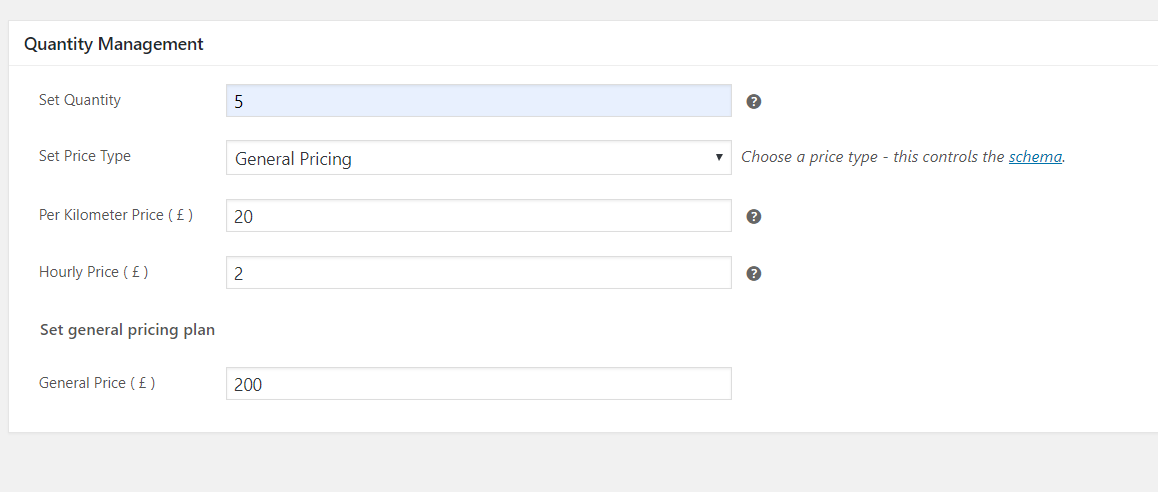 Quantity Management
Set Quantity 5 ?
Set Price Type General Pricing Choose a price type - this controls the schema.
Per Kilometer Price ( £ ) 20 ?
Hourly Price ( £ ) 2 ?
Set general pricing plan
General Price ( £ ) 200